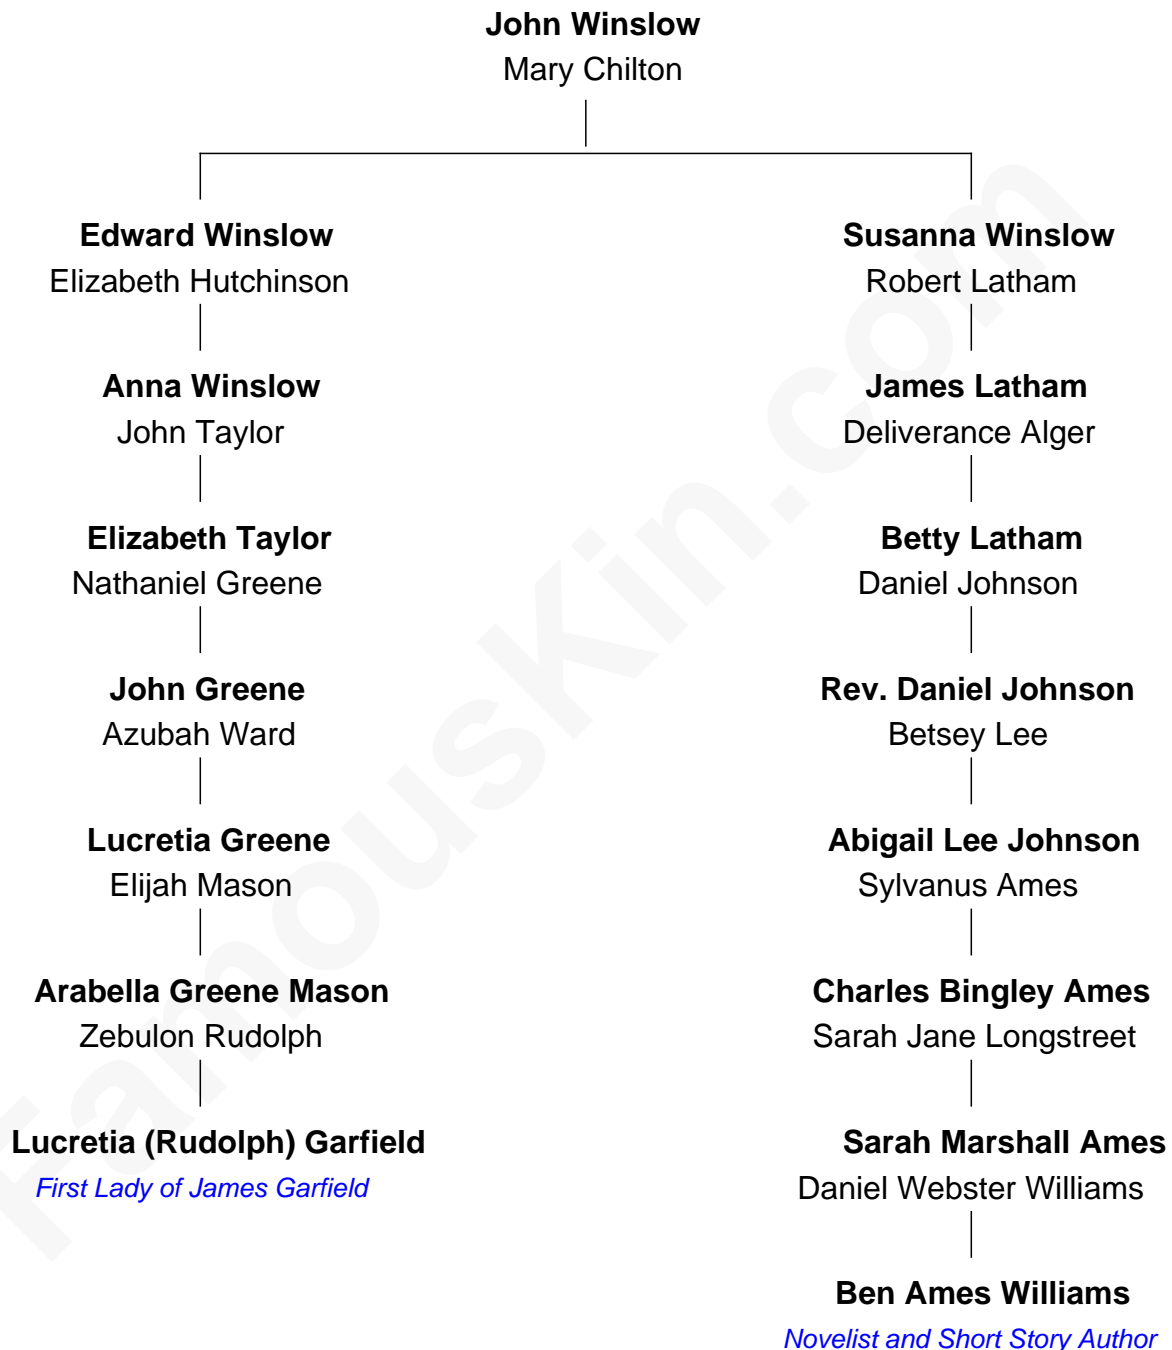 John Winslow
Mary Chilton
Edward Winslow
Elizabeth Hutchinson
Susanna Winslow
Robert Latham
Anna Winslow
John Taylor
James Latham
Deliverance Alger
Elizabeth Taylor
Nathaniel Greene
Betty Latham
Daniel Johnson
John Greene
Azubah Ward
Rev. Daniel Johnson
Betsey Lee
Lucretia Greene
Elijah Mason
Abigail Lee Johnson
Sylvanus Ames
Arabella Greene Mason
Zebulon Rudolph
Charles Bingley Ames
Sarah Jane Longstreet
Lucretia (Rudolph) Garfield
First Lady of James Garfield
Sarah Marshall Ames
Daniel Webster Williams
Ben Ames Williams
Novelist and Short Story Author
FamousKin.com